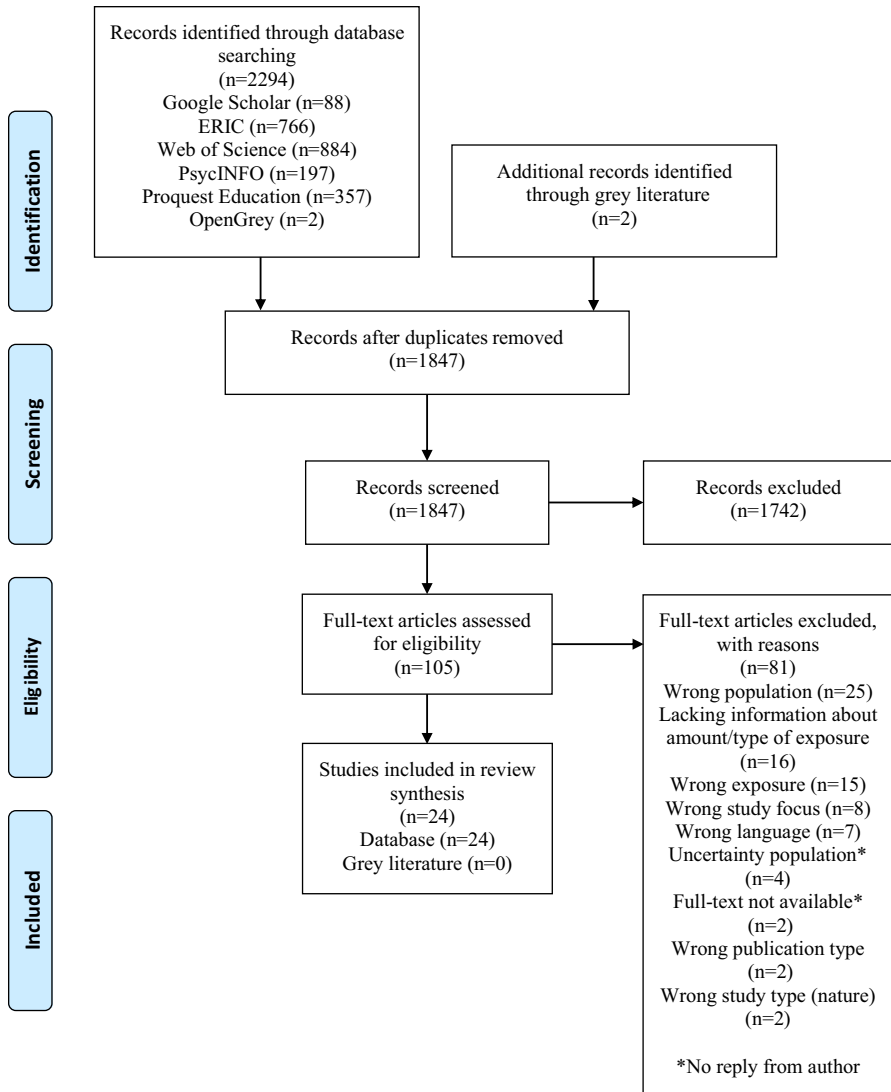 Records identified through database
searching
(n=2294)
Google Scholar (n=88)
ERIC (n=766)
Web of Science (n=884)
PsycINFO (n=197)
Proquest Education (n=357)
OpenGrey (n=2)
Additional records identified
through grey literature
(n=2)
Identification
Records after duplicates removed
(n=1847)
Screening
Records screened
(n=1847)
Records excluded
(n=1742)
Eligibility
Full-text articles assessed
for eligibility
(n=105)
Full-text articles excluded,
with reasons
(n=81)
Wrong population (n=25)
Lacking information about
amount/type of exposure
(n=16)
Wrong exposure (n=15)
Wrong study focus (n=8)
Wrong language (n=7)
Uncertainty population*
(n=4)
Full-text not available*
(n=2)
Wrong publication type
(n=2)
Wrong study type (nature)
(n=2)
*No reply from author
Included
Studies included in review
synthesis
(n=24)
Database (n=24)
Grey literature (n=0)